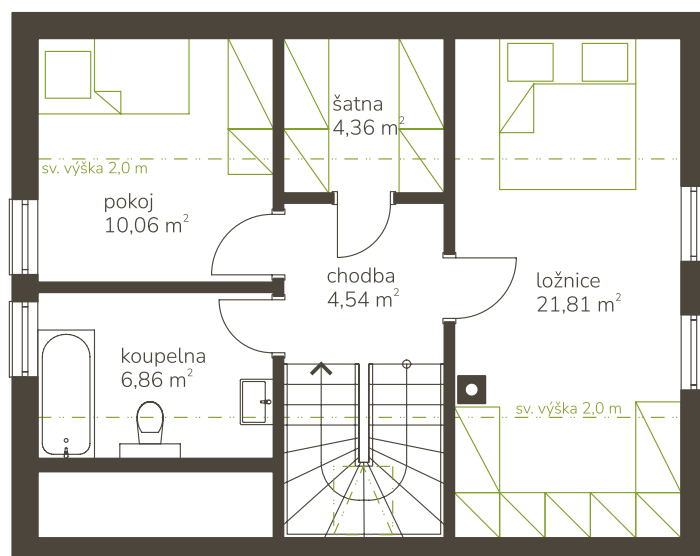 šatna
4,36 m²
sv. výška 2,0 m
pokoj
10,06 m²
chodba
4,54 m²
ložnice
21,81 m²
koupelna
6,86 m²
sv. výška 2,0 m